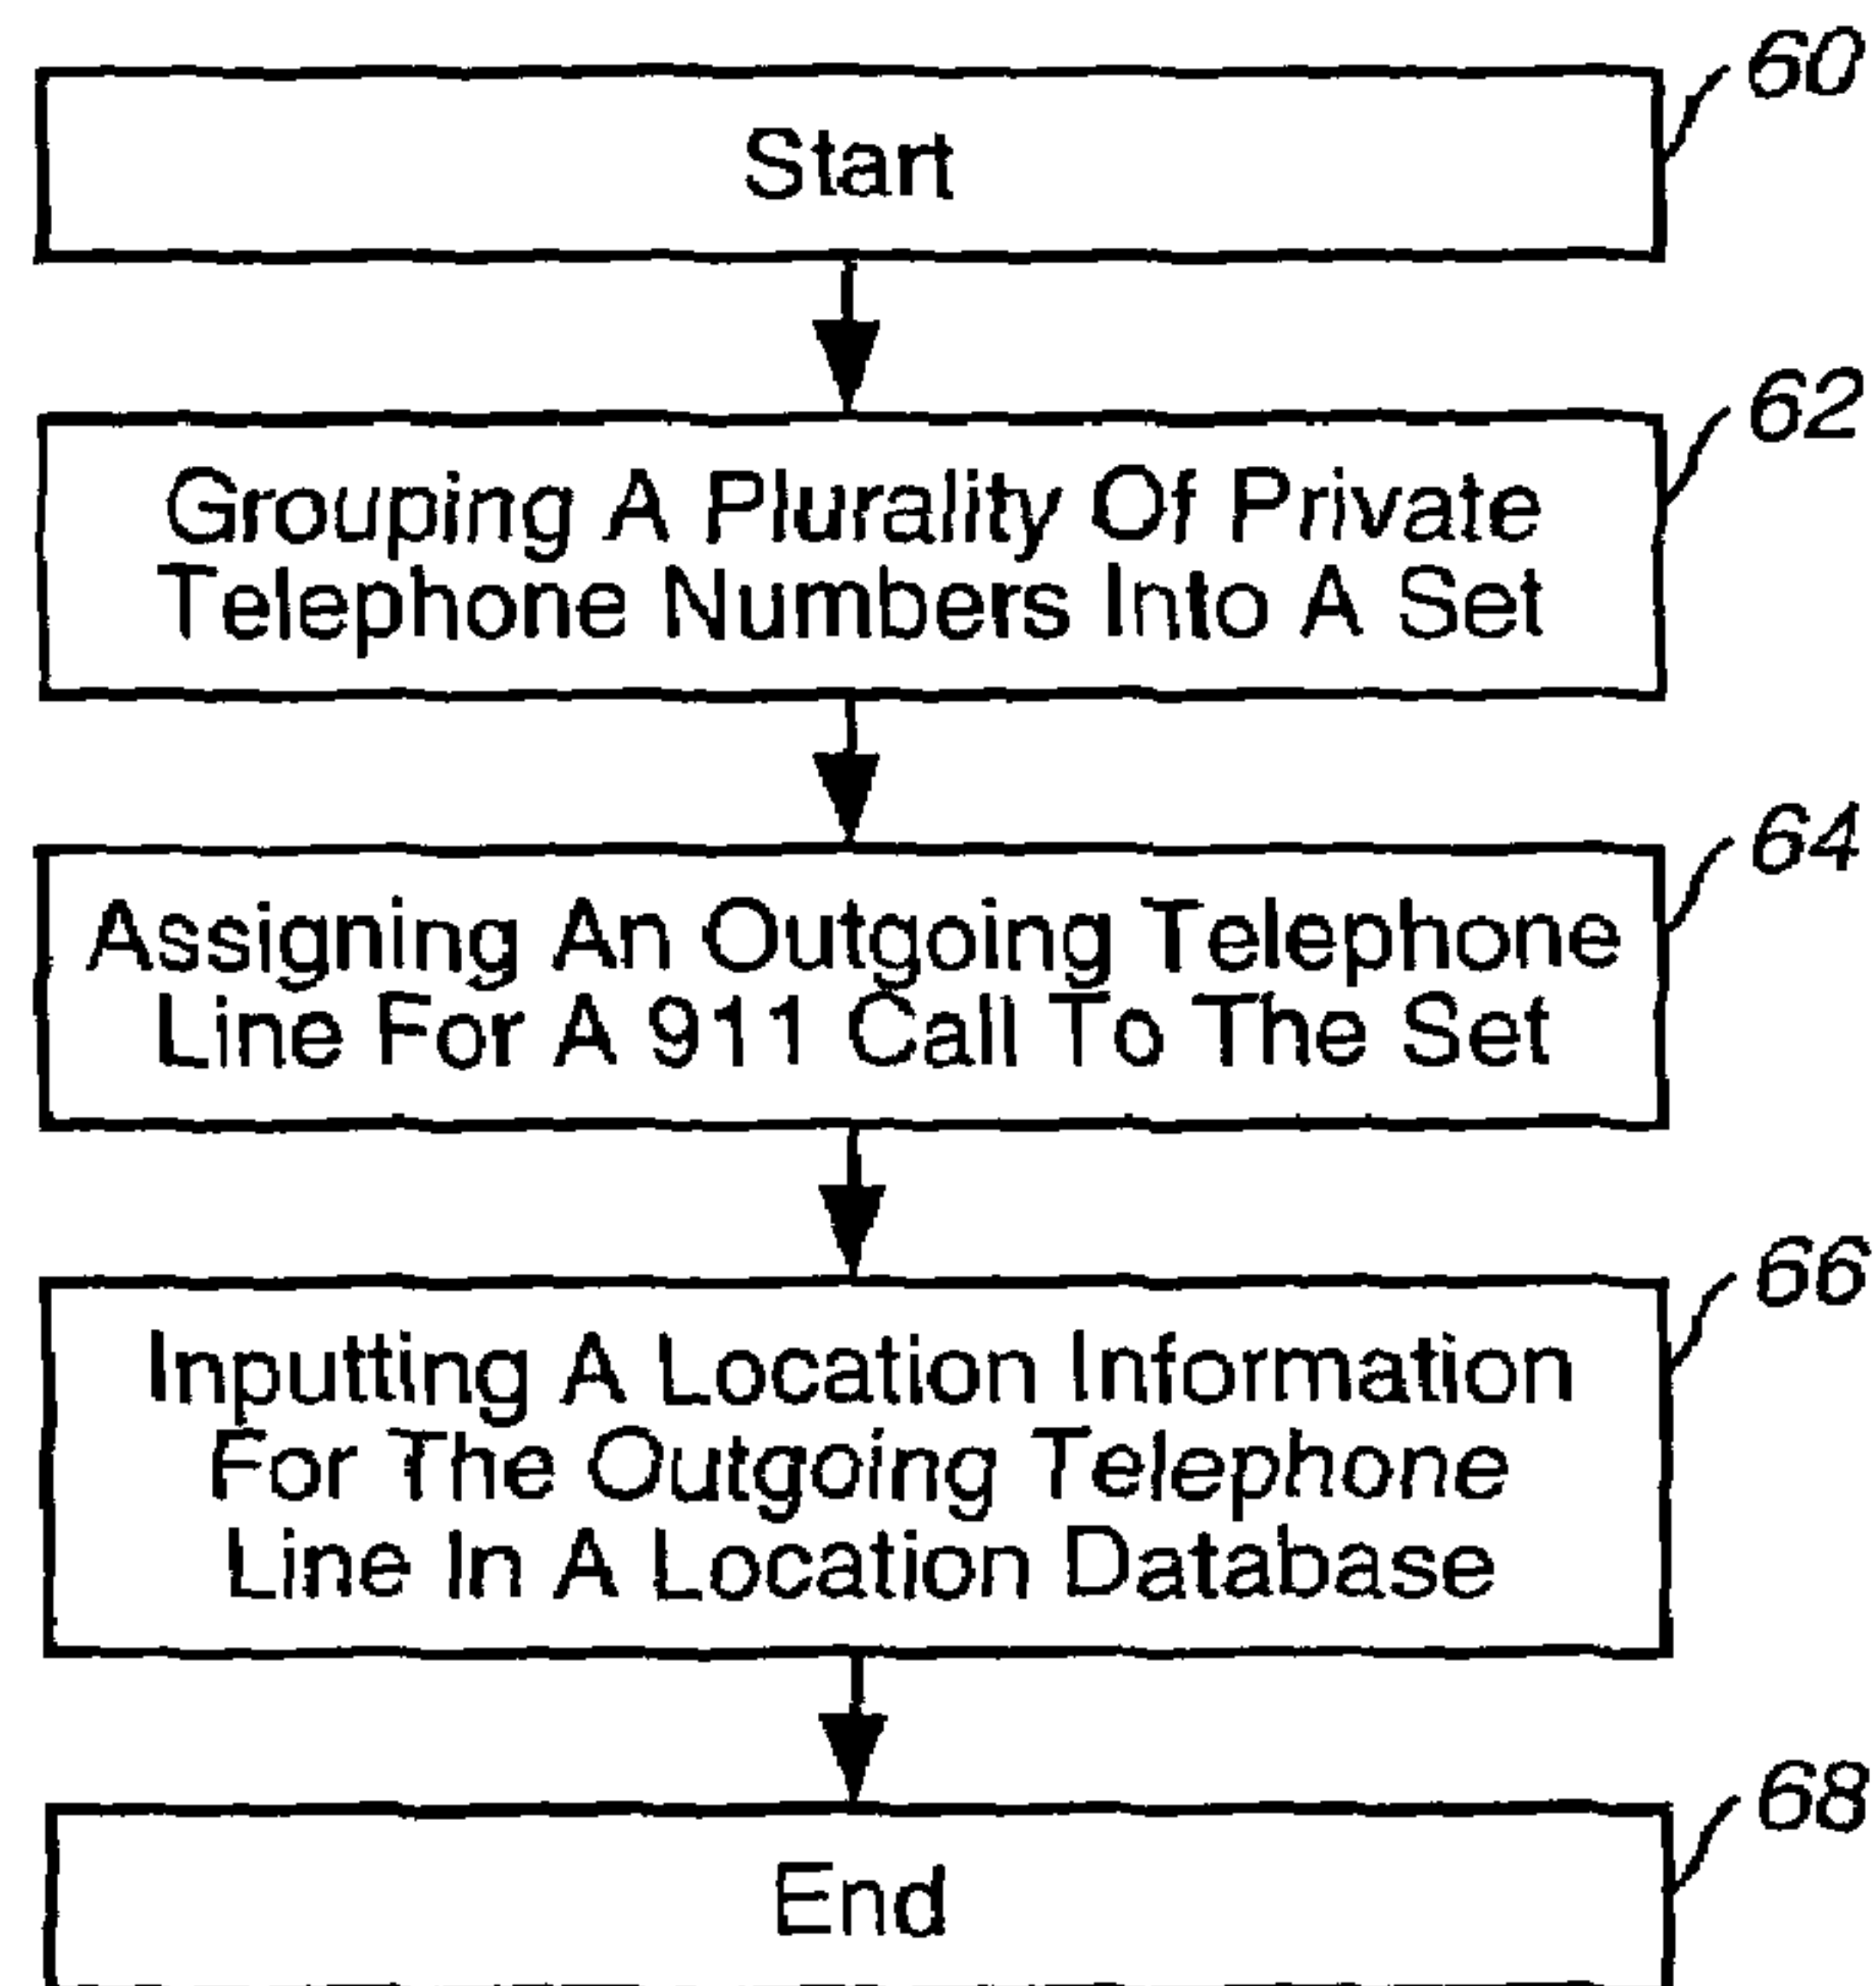 60
Start
62
Grouping A Plurality Of Private
Telephone Numbers Into A Set
64
Assigning An Outgoing Telephone
Line For A 911 Call To The Set
66
Inputting A Location Information
For The Outgoing Telephone
Line In A Location Database
68
End